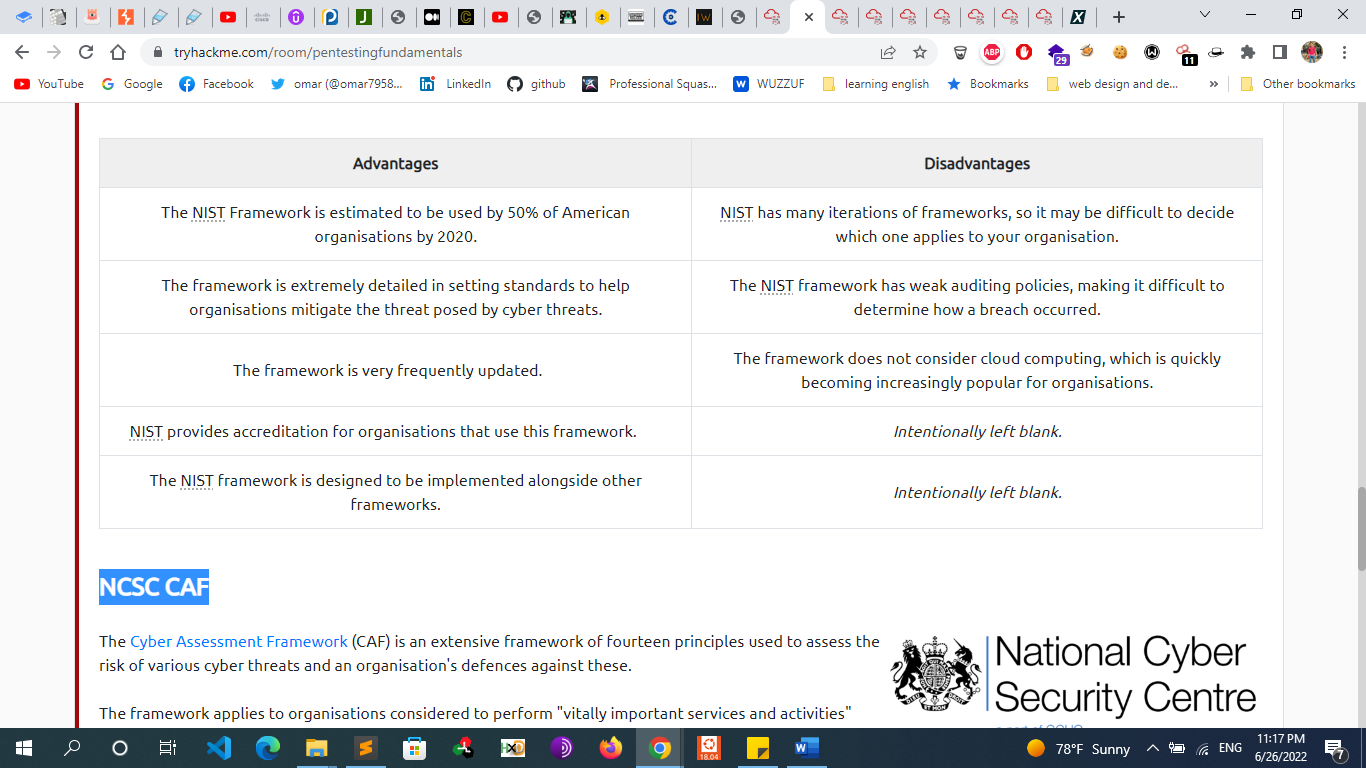 tryhackme.com/room/pentestingfundamentals
ABP
29
11
YouTube
Google
Facebook
omar (@omar7958...
LinkedIn
github
Professional Squas...
WUZZUF
learning english
Bookmarks
web design and de...
»
Other bookmarks
Advantages
Disadvantages
The NIST Framework is estimated to be used by 50% of American
organisations by 2020.
NIST has many iterations of frameworks, so it may be difficult to decide
which one applies to your organisation.
The framework is extremely detailed in setting standards to help
organisations mitigate the threat posed by cyber threats.
The NIST framework has weak auditing policies, making it difficult to
determine how a breach occurred.
The framework is very frequently updated.
The framework does not consider cloud computing, which is quickly
becoming increasingly popular for organisations.
NIST provides accreditation for organisations that use this framework.
Intentionally left blank.
The NIST framework is designed to be implemented alongside other
frameworks.
Intentionally left blank.
NCSC CAF
The Cyber Assessment Framework (CAF) is an extensive framework of fourteen principles used to assess the
risk of various cyber threats and an organisation's defences against these.
National Cyber
Security Centre
The framework applies to organisations considered to perform "vitally important services and activities"
18.04
78°F Sunny
ENG
11:17 PM
6/26/2022
7